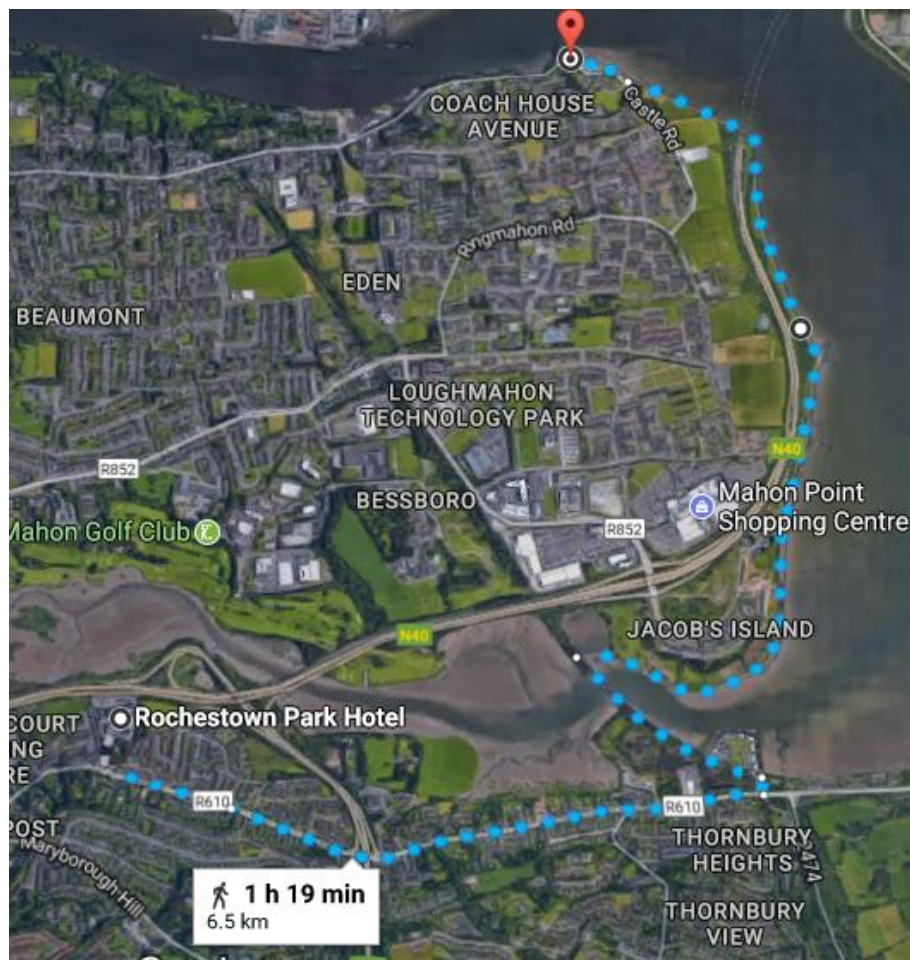 COACH HOUSE
AVENUE
Castle Rd
Ringmahon Rd
EDEN
BEAUMONT
LOUGHMAHON
TECHNOLOGY PARK
N40
R852
BESSBORO
Mahon Point
Shopping Centre
Mahon Golf Club
R852
N40
JACOB'S ISLAND
Rochestown Park Hotel
COURT
NG
RE
R610
R610
POST
Maryborough Hill
THORNBURY
HEIGHTS
1 h 19 min
6.5 km
THORNBURY
VIEW